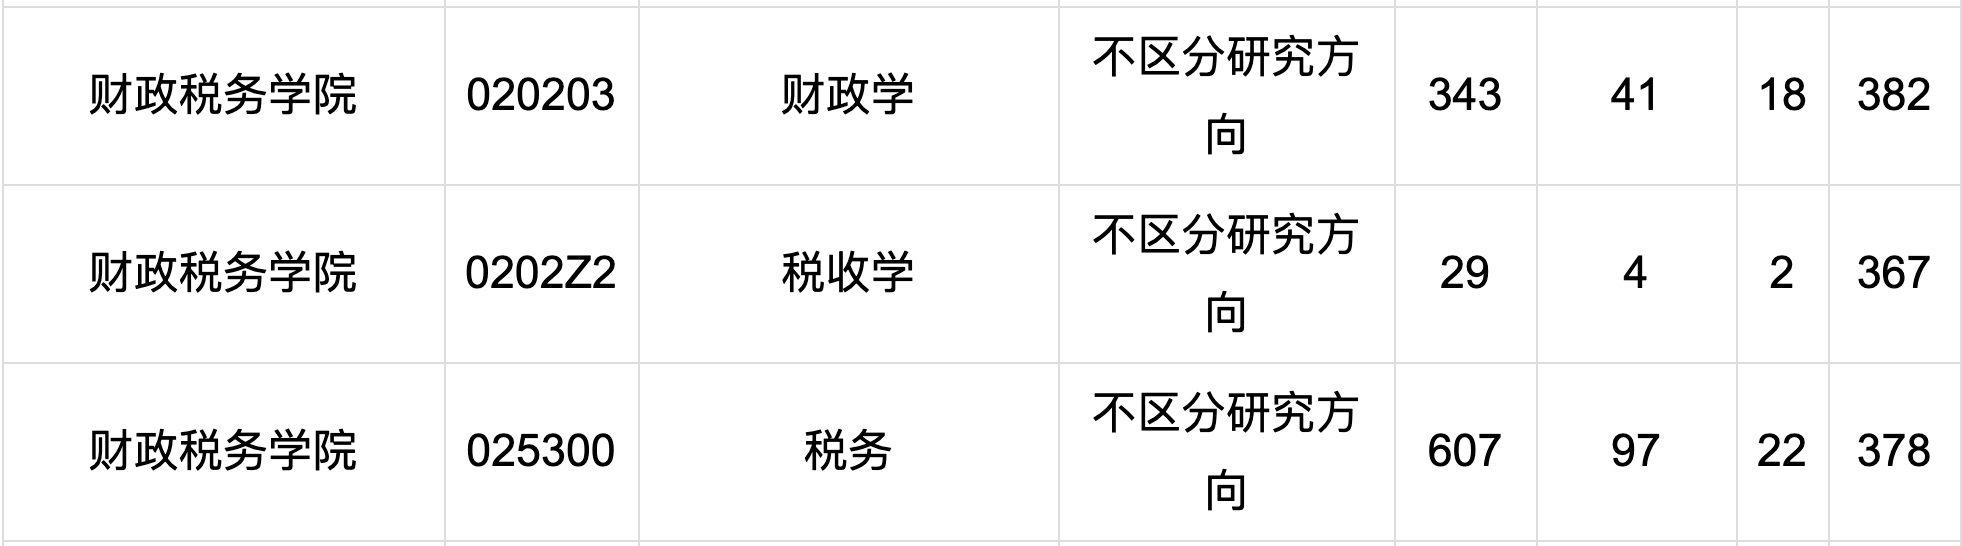 财政税务学院 020203 财政学 不区分研究方 343 41 18 382
向
财政税务学院 0202Z2 税收学 不区分研究方 29 4 2 367
向
财政税务学院 025300 税务 不区分研究方 607 97 22 378
向